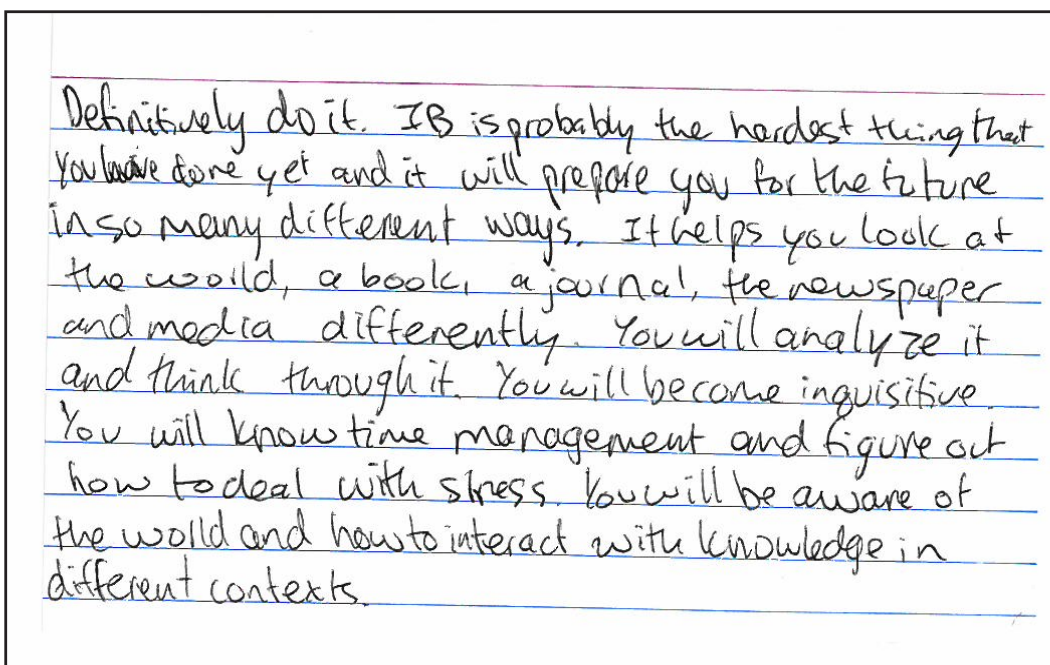 Definitively do it. IB is probably the hardest thing that
you have done yet and it will prepare you for the future
in so many different ways. It helps you look at
the world, a book, a journal, the newspaper
and media differently. You will analyze it
and think through it. You will become inquisitive.
You will know time management and figure out
how to deal with stress. You will be aware of
the world and how to interact with knowledge in
different contexts.